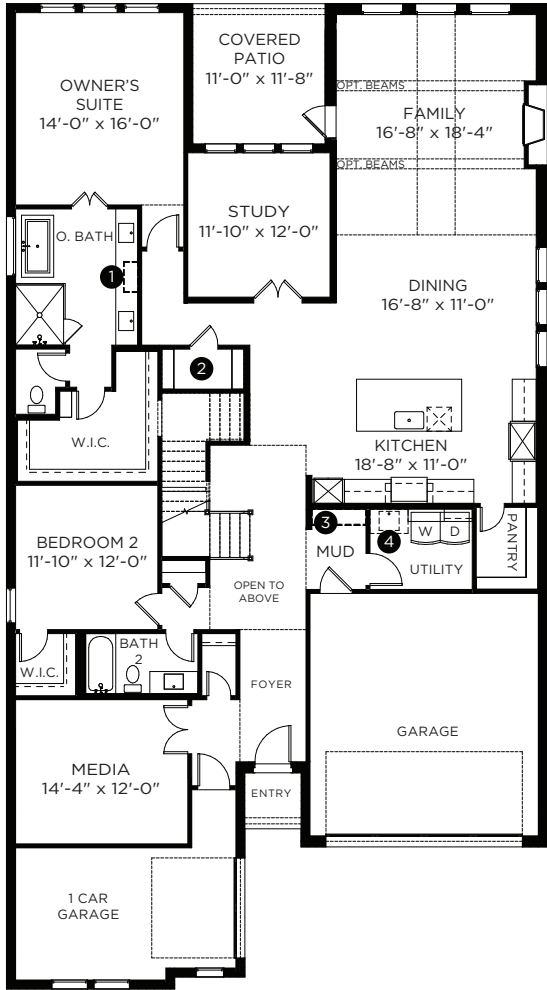 COVERED
PATIO
11'-0" x 11'-8"
OWNER'S
SUITE
14'-0" x 16'-0"
OPT. BEAMS
FAMILY
16'-8" x 18'-4"
OPT. BEAMS
STUDY
11'-10" x 12'-0"
O. BATH
1
DINING
16'-8" x 11'-0"
2
W.I.C.
KITCHEN
18'-8" x 11'-0"
BEDROOM 2
11'-10" x 12'-0"
3
MUD
4
W D
UTILITY
PANTRY
OPEN TO
ABOVE
BATH
2
W.I.C.
FOYER
GARAGE
MEDIA
14'-4" x 12'-0"
ENTRY
1 CAR
GARAGE